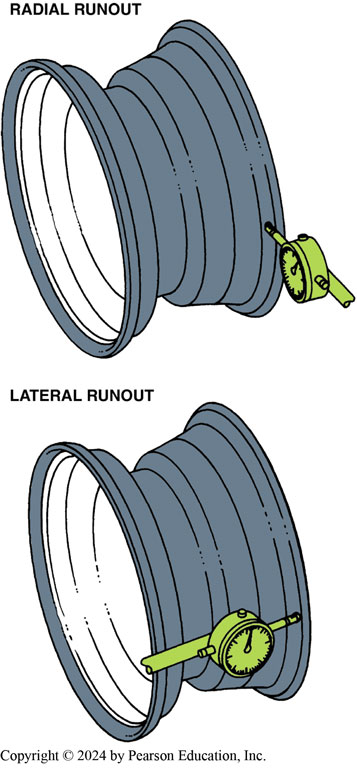 RADIAL RUNOUT
LATERAL RUNOUT
Copyright © 2024 by Pearson Education, Inc.